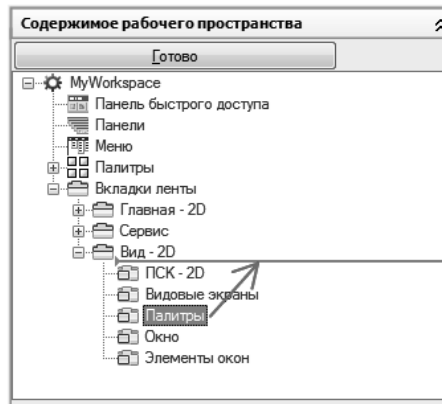 Содержимое рабочего пространства
Готово
MyWorkspace
Панель быстрого доступа
Панели
Меню
Палитры
Вкладки ленты
Главная - 2D
Сервис
Вид - 2D
ПСК - 2D
Видовые экраны
Палитры
Окно
Элементы окон